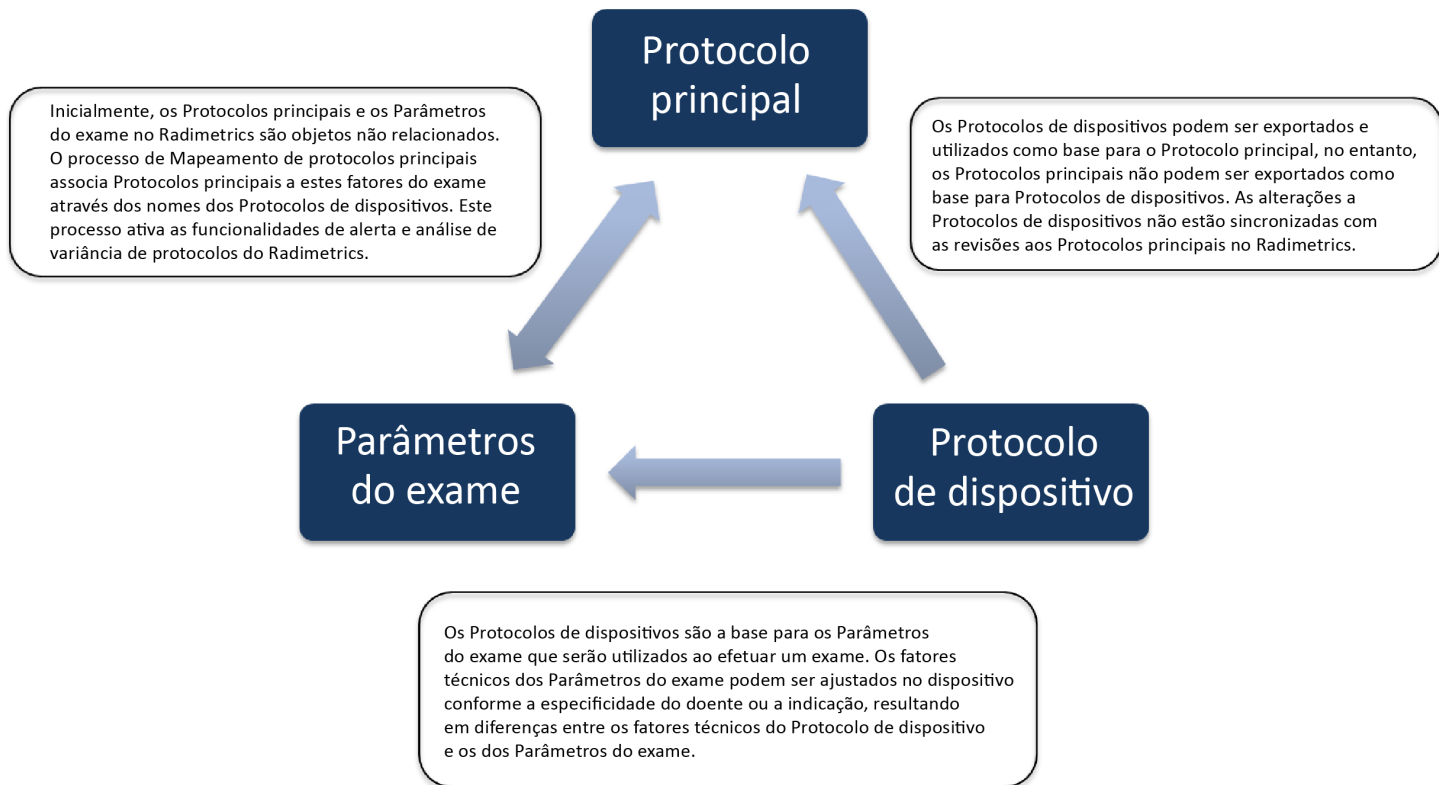 Protocolo
principal
Inicialmente, os Protocolos principais e os Parâmetros
do exame no Radimetrics são objetos não relacionados.
O processo de Mapeamento de protocolos principais
associa Protocolos principais a estes fatores do exame
através dos nomes dos Protocolos de dispositivos. Este
processo ativa as funcionalidades de alerta e análise de
variância de protocolos do Radimetrics.
Os Protocolos de dispositivos podem ser exportados e
utilizados como base para o Protocolo principal, no entanto,
os Protocolos principais não podem ser exportados como
base para Protocolos de dispositivos. As alterações a
Protocolos de dispositivos não estão sincronizados com
as revisões aos Protocolos principais no Radimetrics.
Parâmetros
do exame
Protocolo
de dispositivo
Os Protocolos de dispositivos são a base para os Parâmetros
do exame que serão utilizados ao efetuar um exame. Os fatores
técnicos dos Parâmetros do exame podem ser ajustados no dispositivo
conforme a especificidade do doente ou a indicação, resultando
em diferenças entre os fatores técnicos do Protocolo de dispositivo
e os dos Parâmetros do exame.